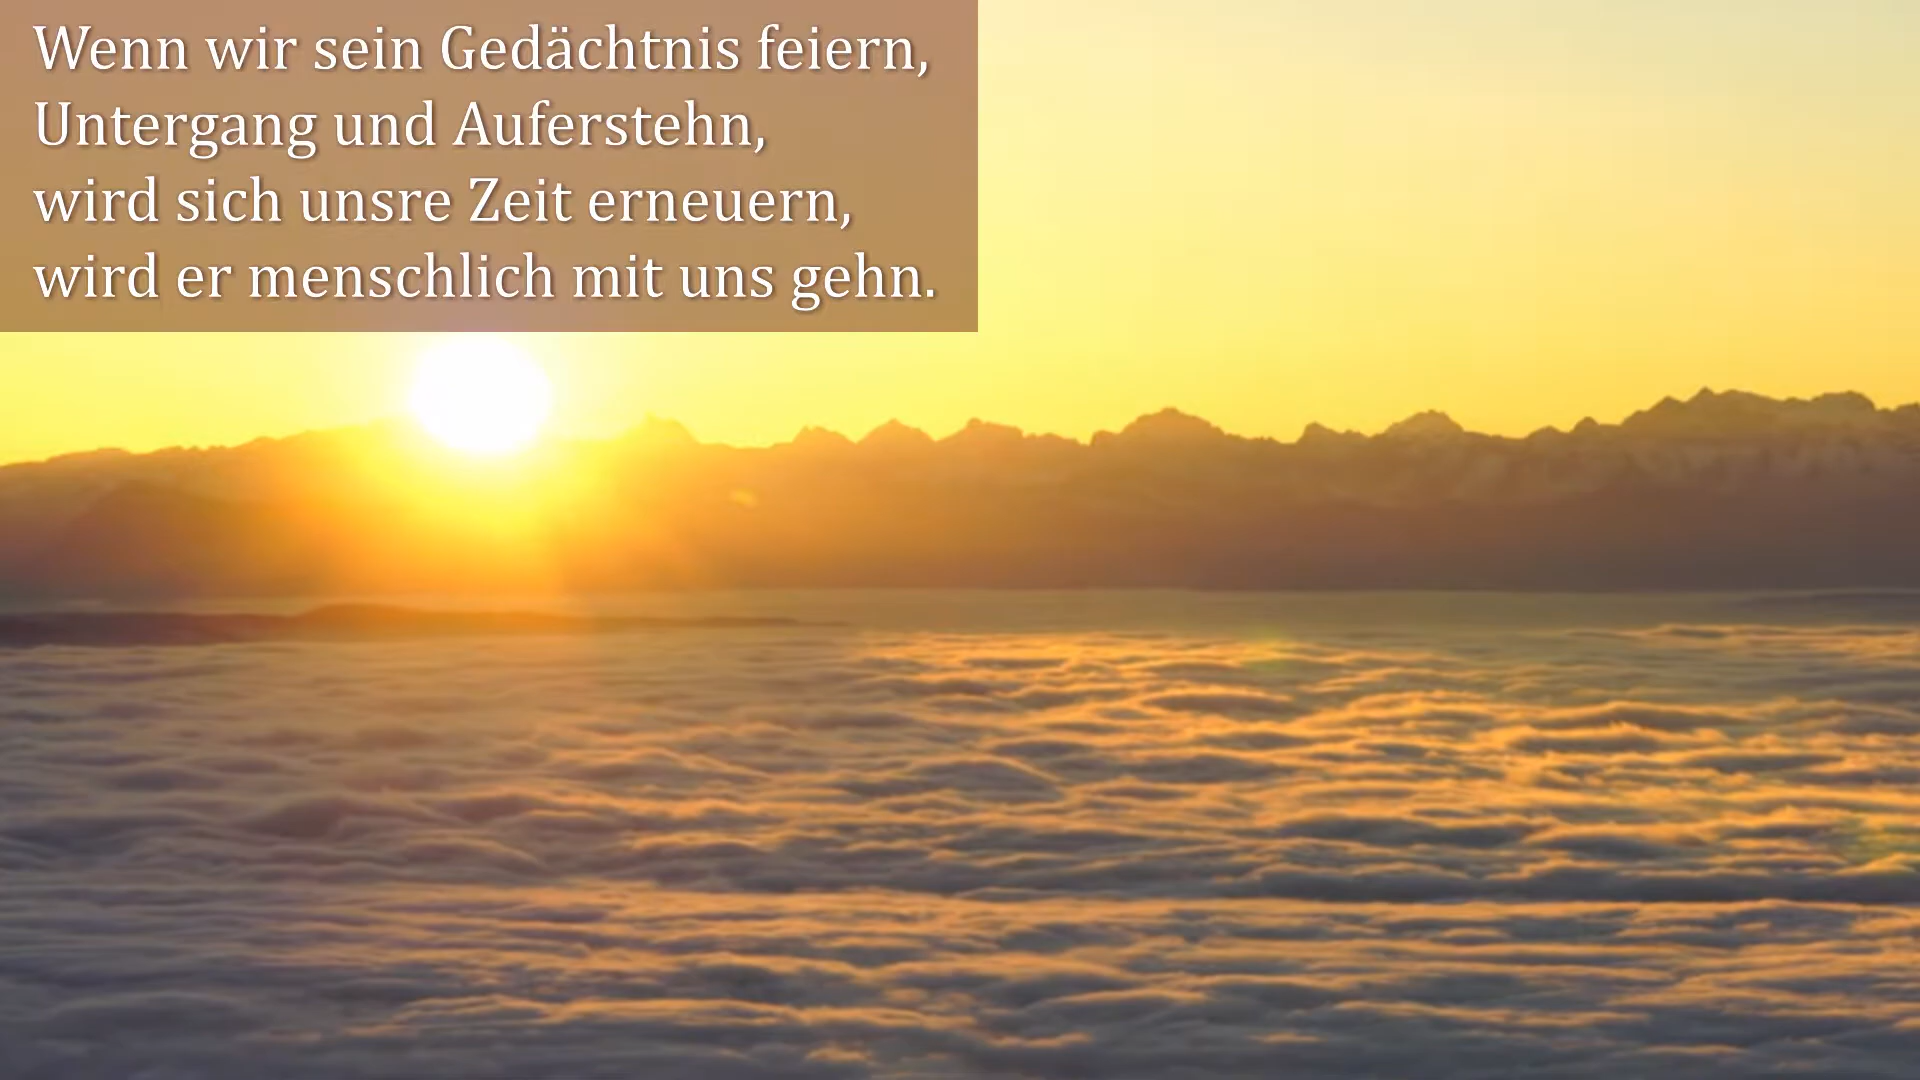 Wenn wir sein Gedächtnis feiern,
Untergang und Auferstehn,
wird sich unsre Zeit erneuern,
wird er menschlich mit uns gehn.